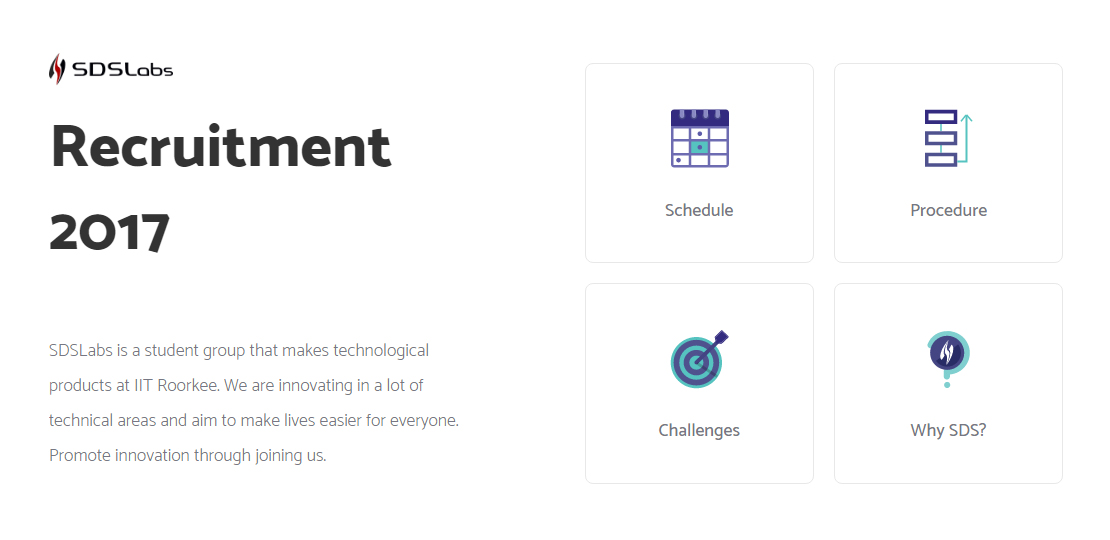 SDSLabs
Recruitment
2017
SDSLabs is a student group that makes technological
products at IIT Roorkee. We are innovating in a lot of
technical areas and aim to make lives easier for everyone.
Promote innovation through joining us.
Schedule
Procedure
Challenges
Why SDS?